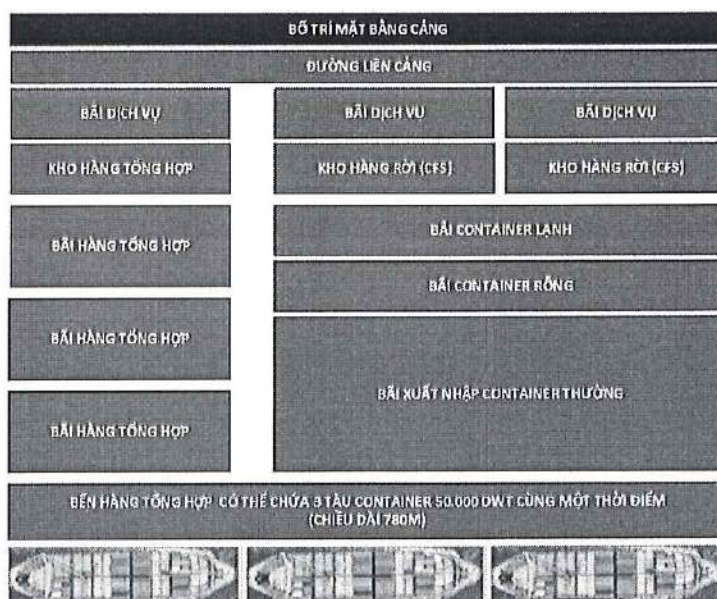 BỐ TRÍ MẶT BẰNG CẢNG
ĐƯỜNG LIÊN CẢNG
BÃI DỊCH VỤ
BÃI DỊCH VU
BÃI DỊCH VỤ
KHO HÀNG TỔNG HỢP
KHO HÀNG RỜI (CFS)
KHO HÀNG RỜI (CFS)
BÃI HÀNG TỔNG HỢP
BÃI CONTAINER LẠNH
BÃI CONTAINER RỖNG
BÃI HÀNG TỔNG HỢP
BÃI XUẤT NHẬP CONTAINER THƯỜNG
BÃI HÀNG TỔNG HỢP
BẾN HÀNG TỔNG HỢP CÓ THỂ CHỨA 3 TÀU CONTAINER 50.000 DWT CÙNG MỘT THỜI ĐIỂM
(CHIỀU DÀI 780M)